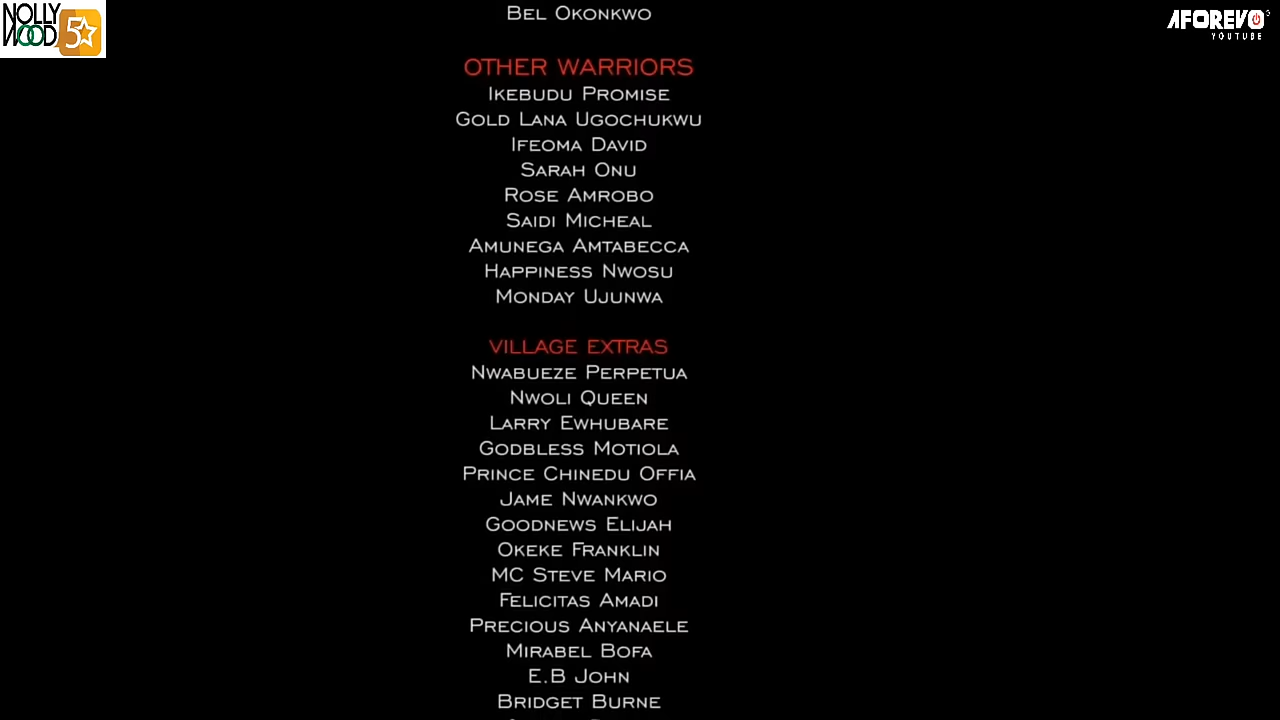 NOLLY
WOOD 5
AFOREVO
YOUTUBE
BEL OKONKWO
OTHER WARRIORS
IKEBUDU PROMISE
GOLD LANA UGOCHUKWU
IFEOMA DAVID
SARAH ONU
ROSE AMROBO
SAIDI MICHEAL
AMUNEGA AMTABECCA
HAPPINESS NWOSU
MONDAY UJUNWA
VILLAGE EXTRAS
NWABUEZE PERPETUA
NWOLI QUEEN
LARRY EWHUBARE
GODBLESS MOTIOLA
PRINCE CHINEDU OFFIA
JAME NWANKWO
GOODNEWS ELIJAH
OKEKE FRANKLIN
MC STEVE MARIO
FELICITAS AMADI
PRECIOUS ANYANAELE
MIRABEL BOFA
E.B JOHN
BRIDGET BURNE